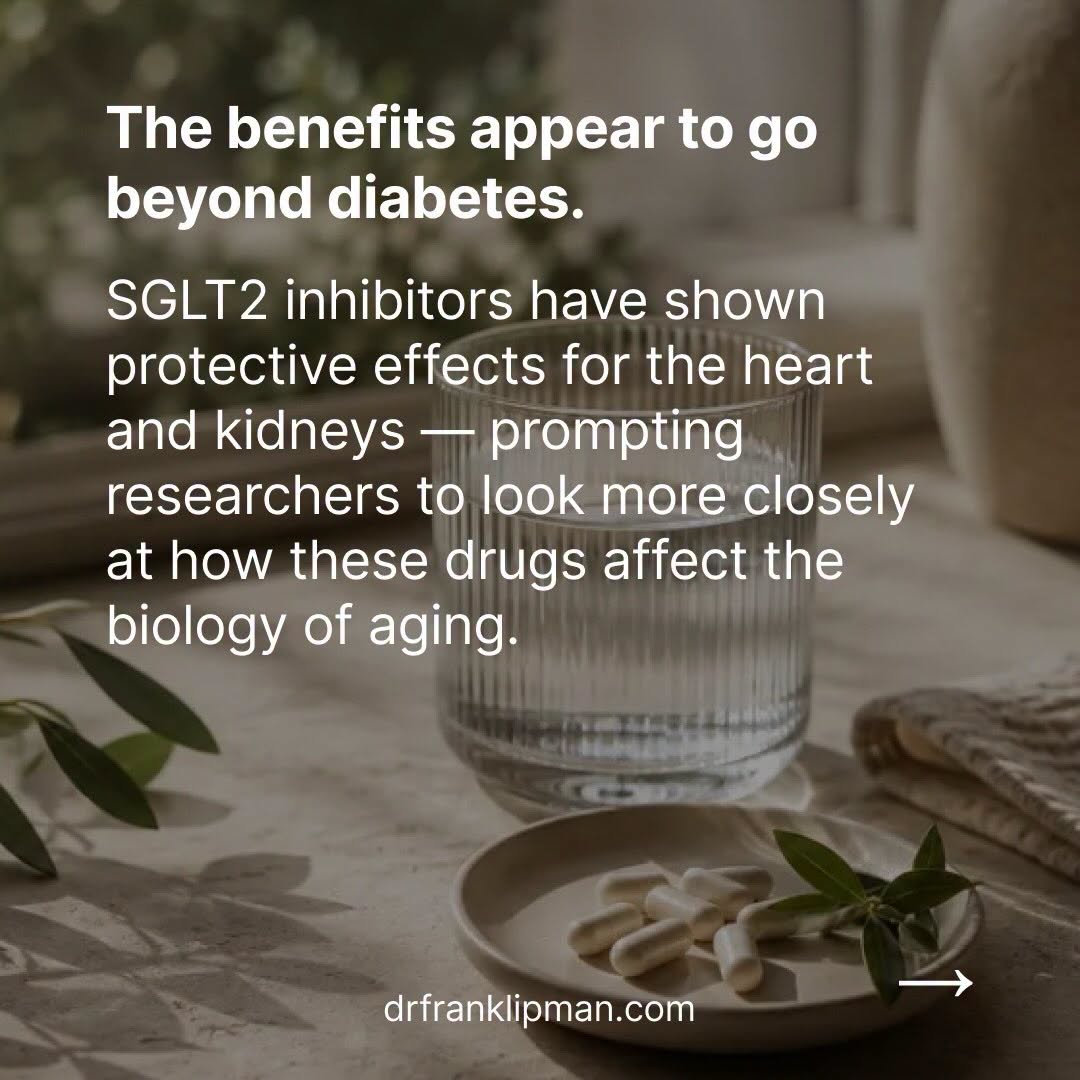 The benefits appear to go
beyond diabetes.
SGLT2 inhibitors have shown
protective effects for the heart
and kidneys — prompting
researchers to look more closely
at how these drugs affect the
biology of aging.
drfranklipman.com